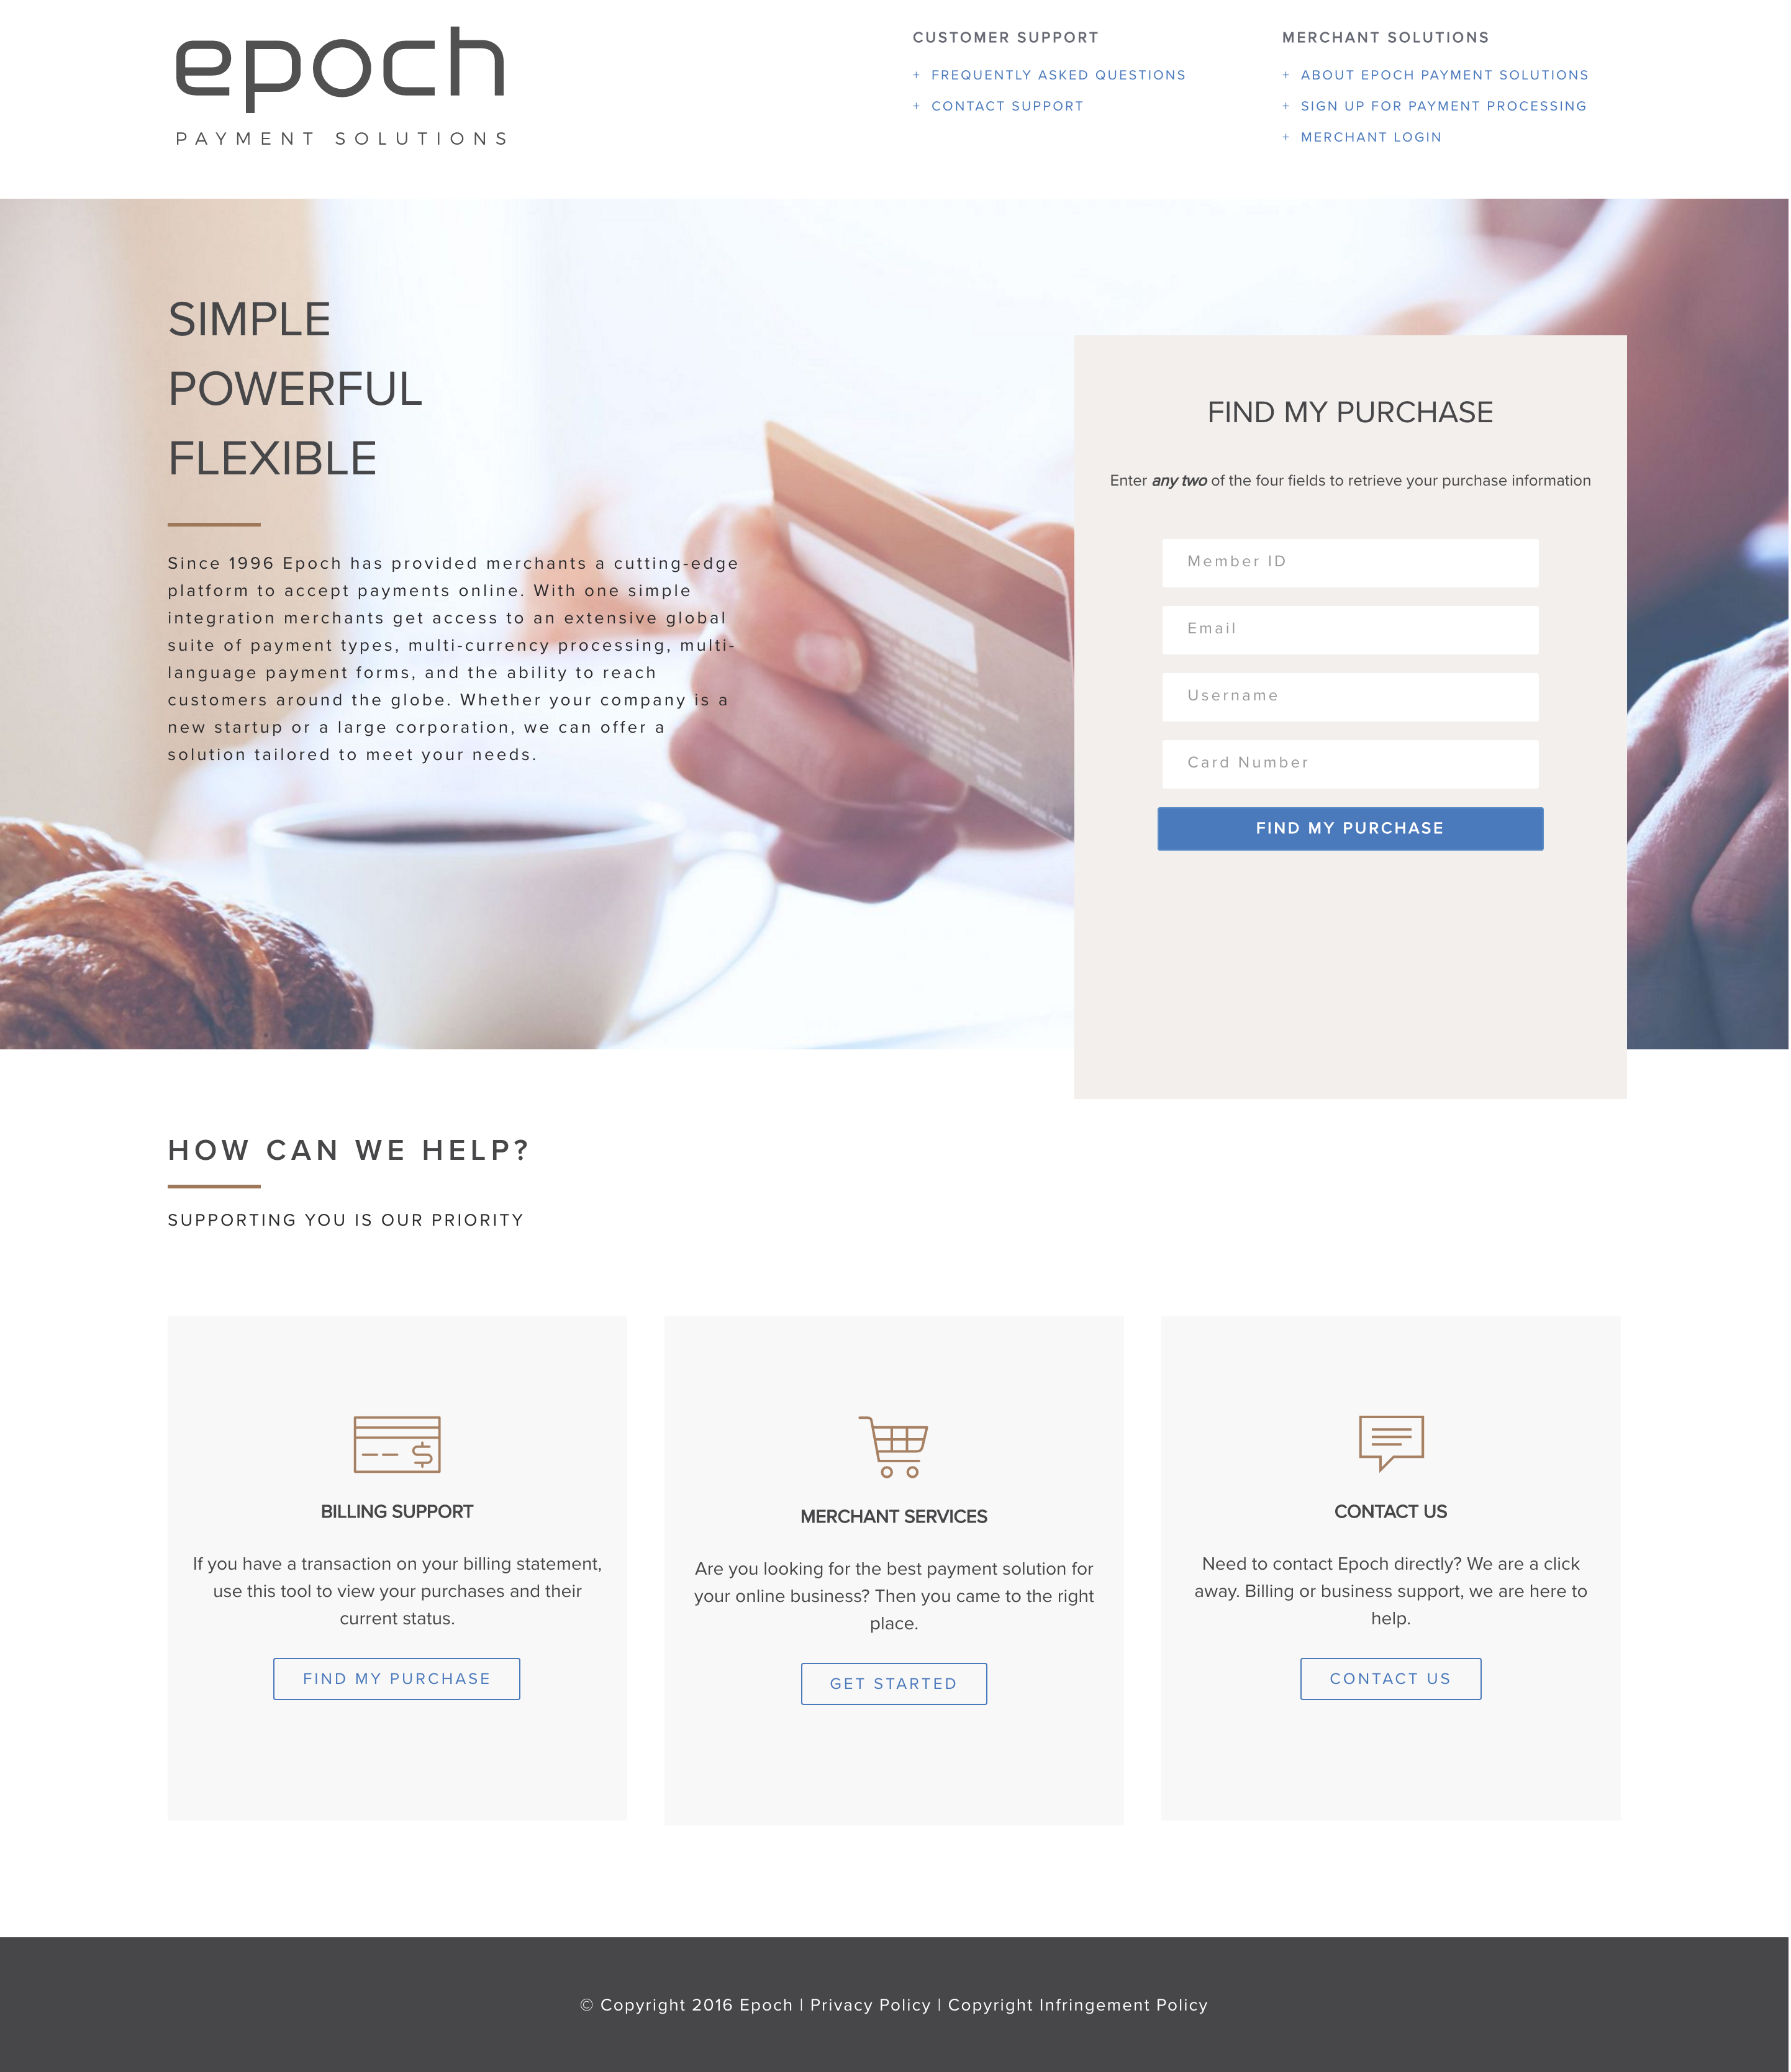 epoch
PAYMENT SOLUTIONS
CUSTOMER SUPPORT
+ FREQUENTLY ASKED QUESTIONS
+ CONTACT SUPPORT
MERCHANT SOLUTIONS
+ ABOUT EPOCH PAYMENT SOLUTIONS
+ SIGN UP FOR PAYMENT PROCESSING
+ MERCHANT LOGIN
SIMPLE
POWERFUL
FLEXIBLE
Since 1996 Epoch has provided merchants a cutting-edge
platform to accept payments online. With one simple
integration merchants get access to an extensive global
suite of payment types, multi-currency processing, multi-
language payment forms, and the ability to reach
customers around the globe. Whether your company is a
new startup or a large corporation, we can offer a
solution tailored to meet your needs.
FIND MY PURCHASE
Enter any two of the four fields to retrieve your purchase information
Member ID
Email
Username
Card Number
FIND MY PURCHASE
HOW CAN WE HELP?
SUPPORTING YOU IS OUR PRIORITY
BILLING SUPPORT
If you have a transaction on your billing statement,
use this tool to view your purchases and their
current status.
FIND MY PURCHASE
MERCHANT SERVICES
Are you looking for the best payment solution for
your online business? Then you came to the right
place.
GET STARTED
CONTACT US
Need to contact Epoch directly? We are a click
away. Billing or business support, we are here to
help.
CONTACT US
© Copyright 2016 Epoch | Privacy Policy | Copyright Infringement Policy